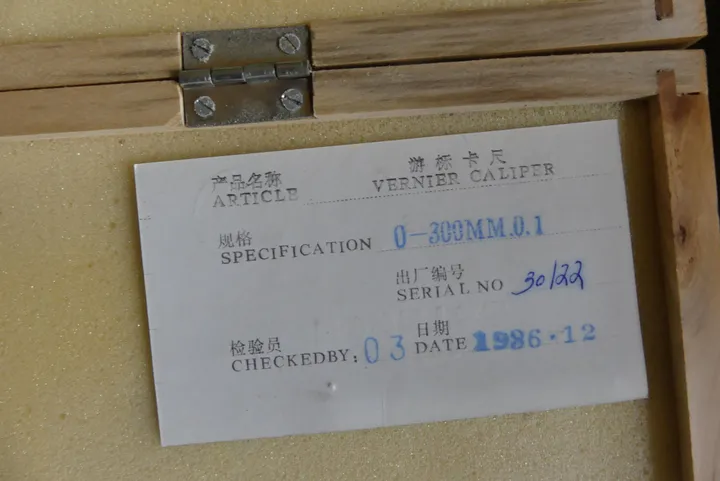 产品名称 游标卡尺
ARTICLE VERNIER CALIPER
规格
SPECIFICATION 0-300MM.0.1
出厂编号
SERIAL NO 30122
检验员 日期
CHECKEDBY: 03 DATE 1986.12